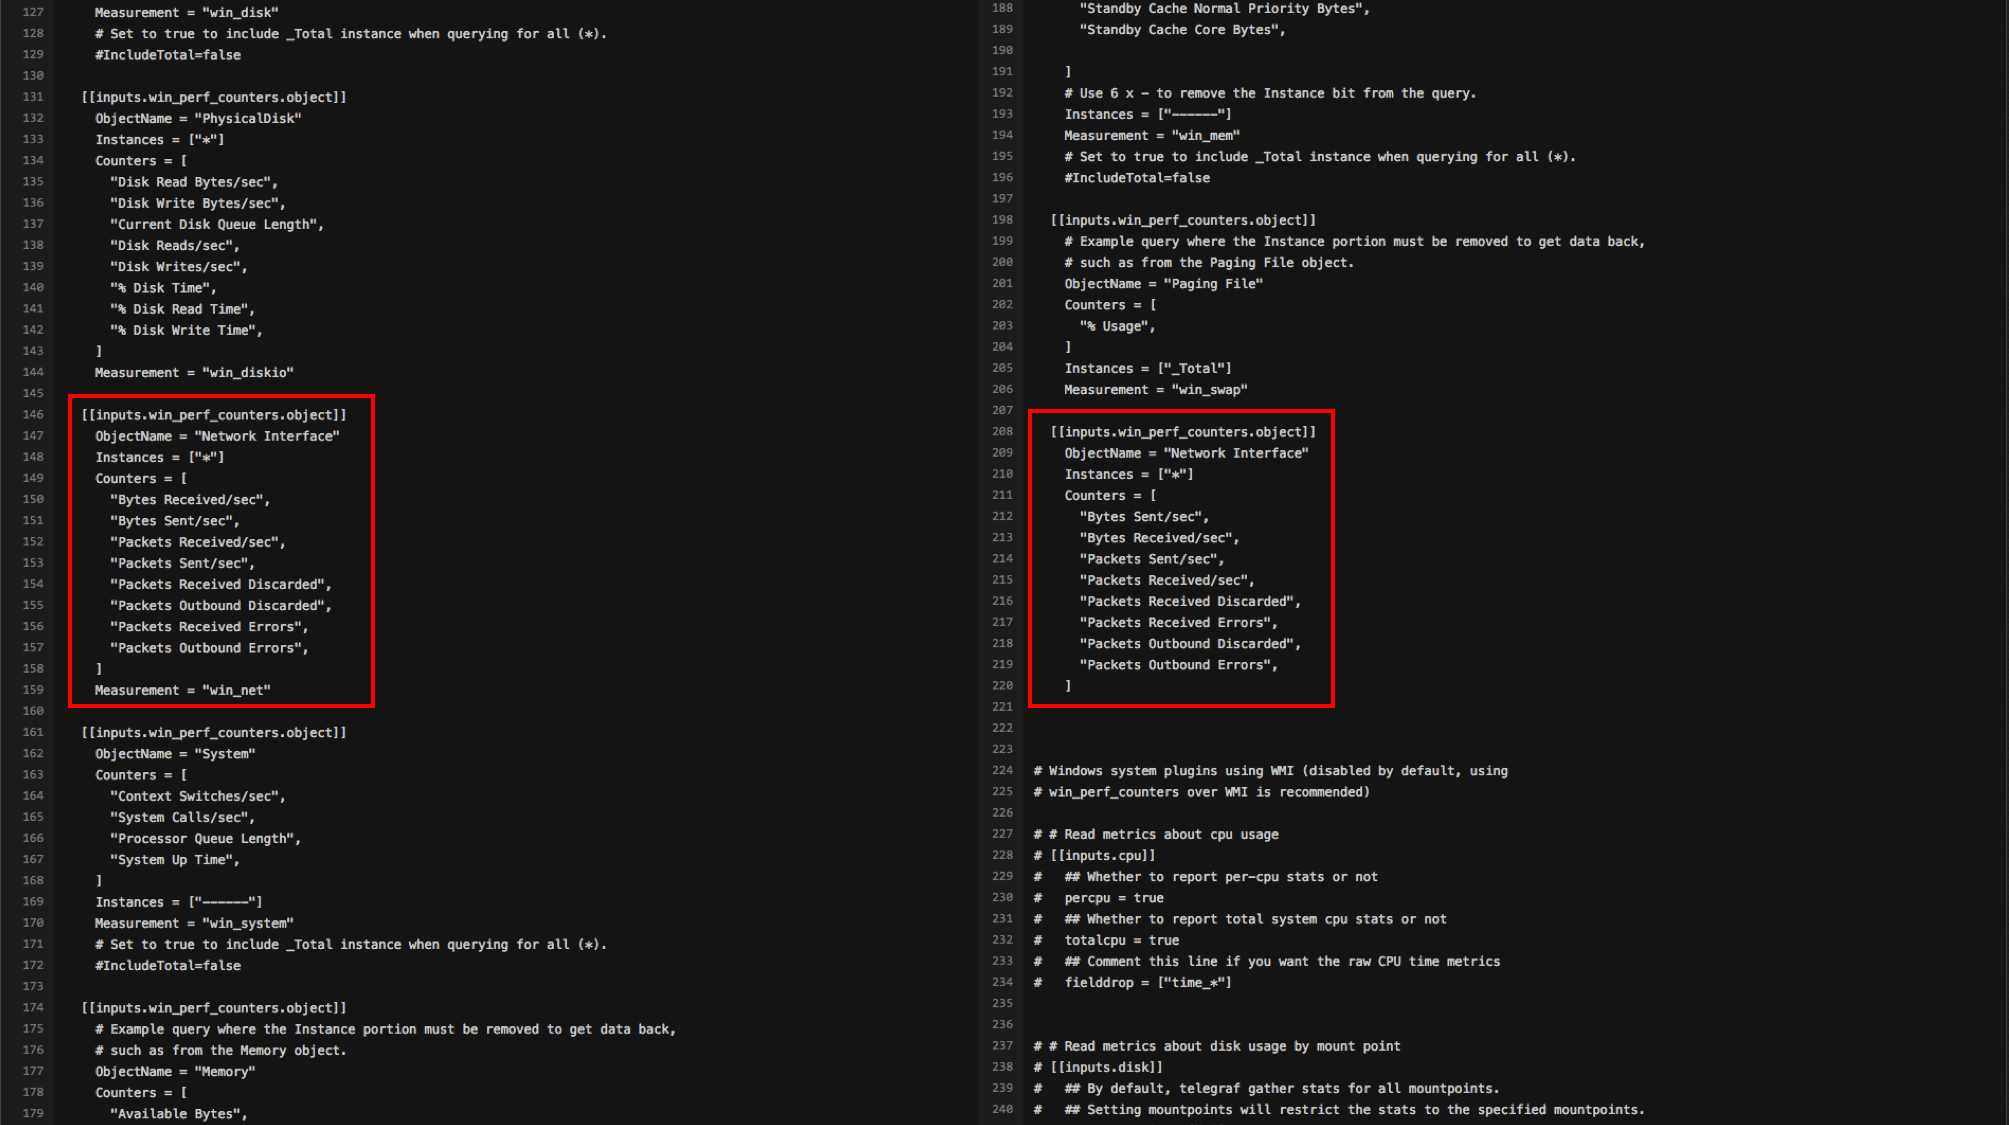 127 Measurement = "win_disk"
128 # Set to true to include _Total instance when querying for all (*).
129 #IncludeTotal=false
130
131 [[inputs.win_perf_counters.object]]
132 ObjectName = "PhysicalDisk"
133 Instances = ["*"]
134 Counters = [
135 "Disk Read Bytes/sec",
136 "Disk Write Bytes/sec",
137 "Current Disk Queue Length",
138 "Disk Reads/sec",
139 "Disk Writes/sec",
140 "% Disk Time",
141 "% Disk Read Time",
142 "% Disk Write Time",
143 ]
144 Measurement = "win_diskio"
145
146 [[inputs.win_perf_counters.object]]
147 ObjectName = "Network Interface"
148 Instances = ["*"]
149 Counters = [
150 "Bytes Received/sec",
151 "Bytes Sent/sec",
152 "Packets Received/sec",
153 "Packets Sent/sec",
154 "Packets Received Discarded",
155 "Packets Outbound Discarded",
156 "Packets Received Errors",
157 "Packets Outbound Errors",
158 ]
159 Measurement = "win_net"
160
161 [[inputs.win_perf_counters.object]]
162 ObjectName = "System"
163 Counters = [
164 "Context Switches/sec",
165 "System Calls/sec",
166 "Processor Queue Length",
167 "System Up Time",
168 ]
169 Instances = ["------"]
170 Measurement = "win_system"
171 # Set to true to include _Total instance when querying for all (*).
172 #IncludeTotal=false
173
174 [[inputs.win_perf_counters.object]]
175 # Example query where the Instance portion must be removed to get data back,
176 # such as from the Memory object.
177 ObjectName = "Memory"
178 Counters = [
179 "Available Bytes",
188 "Standby Cache Normal Priority Bytes",
189 "Standby Cache Core Bytes",
190
191 ]
192 # Use 6 x - to remove the Instance bit from the query.
193 Instances = ["------"]
194 Measurement = "win_mem"
195 # Set to true to include _Total instance when querying for all (*).
196 #IncludeTotal=false
197
198 [[inputs.win_perf_counters.object]]
199 # Example query where the Instance portion must be removed to get data back,
200 # such as from the Paging File object.
201 ObjectName = "Paging File"
202 Counters = [
203 "% Usage",
204 ]
205 Instances = ["_Total"]
206 Measurement = "win_swap"
207
208 [[inputs.win_perf_counters.object]]
209 ObjectName = "Network Interface"
210 Instances = ["*"]
211 Counters = [
212 "Bytes Sent/sec",
213 "Bytes Received/sec",
214 "Packets Sent/sec",
215 "Packets Received/sec",
216 "Packets Received Discarded",
217 "Packets Received Errors",
218 "Packets Outbound Discarded",
219 "Packets Outbound Errors",
220 ]
221
222
223
224 # Windows system plugins using WMI (disabled by default, using
225 # win_perf_counters over WMI is recommended)
226
227 # # Read metrics about cpu usage
228 # [[inputs.cpu]]
229 # ## Whether to report per-cpu stats or not
230 # percpu = true
231 # ## Whether to report total system cpu stats or not
232 # totalcpu = true
233 # ## Comment this line if you want the raw CPU time metrics
234 # fielddrop = ["time_*"]
235
236
237 # # Read metrics about disk usage by mount point
238 # [[inputs.disk]]
239 # ## By default, telegraf gather stats for all mountpoints.
240 # ## Setting mountpoints will restrict the stats to the specified mountpoints.